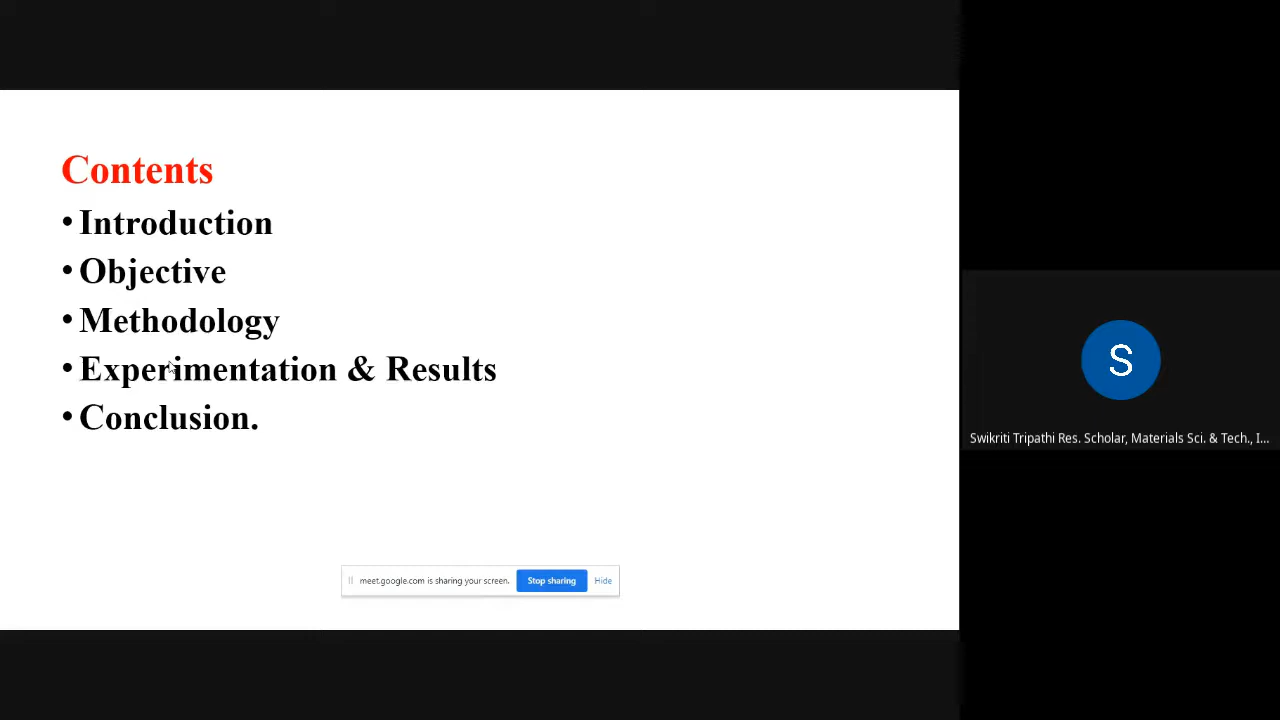 Contents
• Introduction
• Objective
• Methodology
• Experimentation & Results
• Conclusion.
meet.google.com is sharing your screen. Stop sharing Hide
S
Swikriti Tripathi Res. Scholar, Materials Sci. & Tech., I...